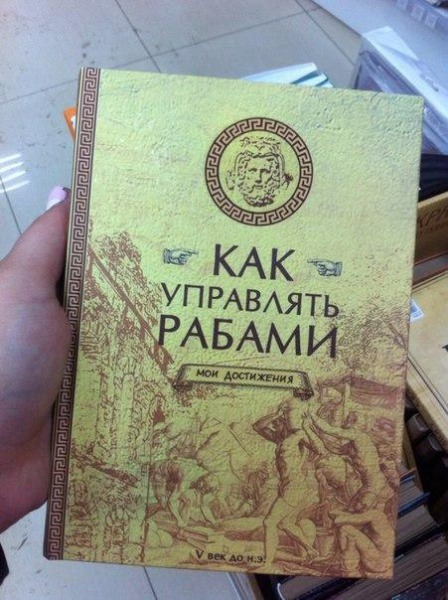 КАК
УПРАВЛЯТЬ
РАБАМИ
МОИ ДОСТИЖЕНИЯ
V век до н.э.